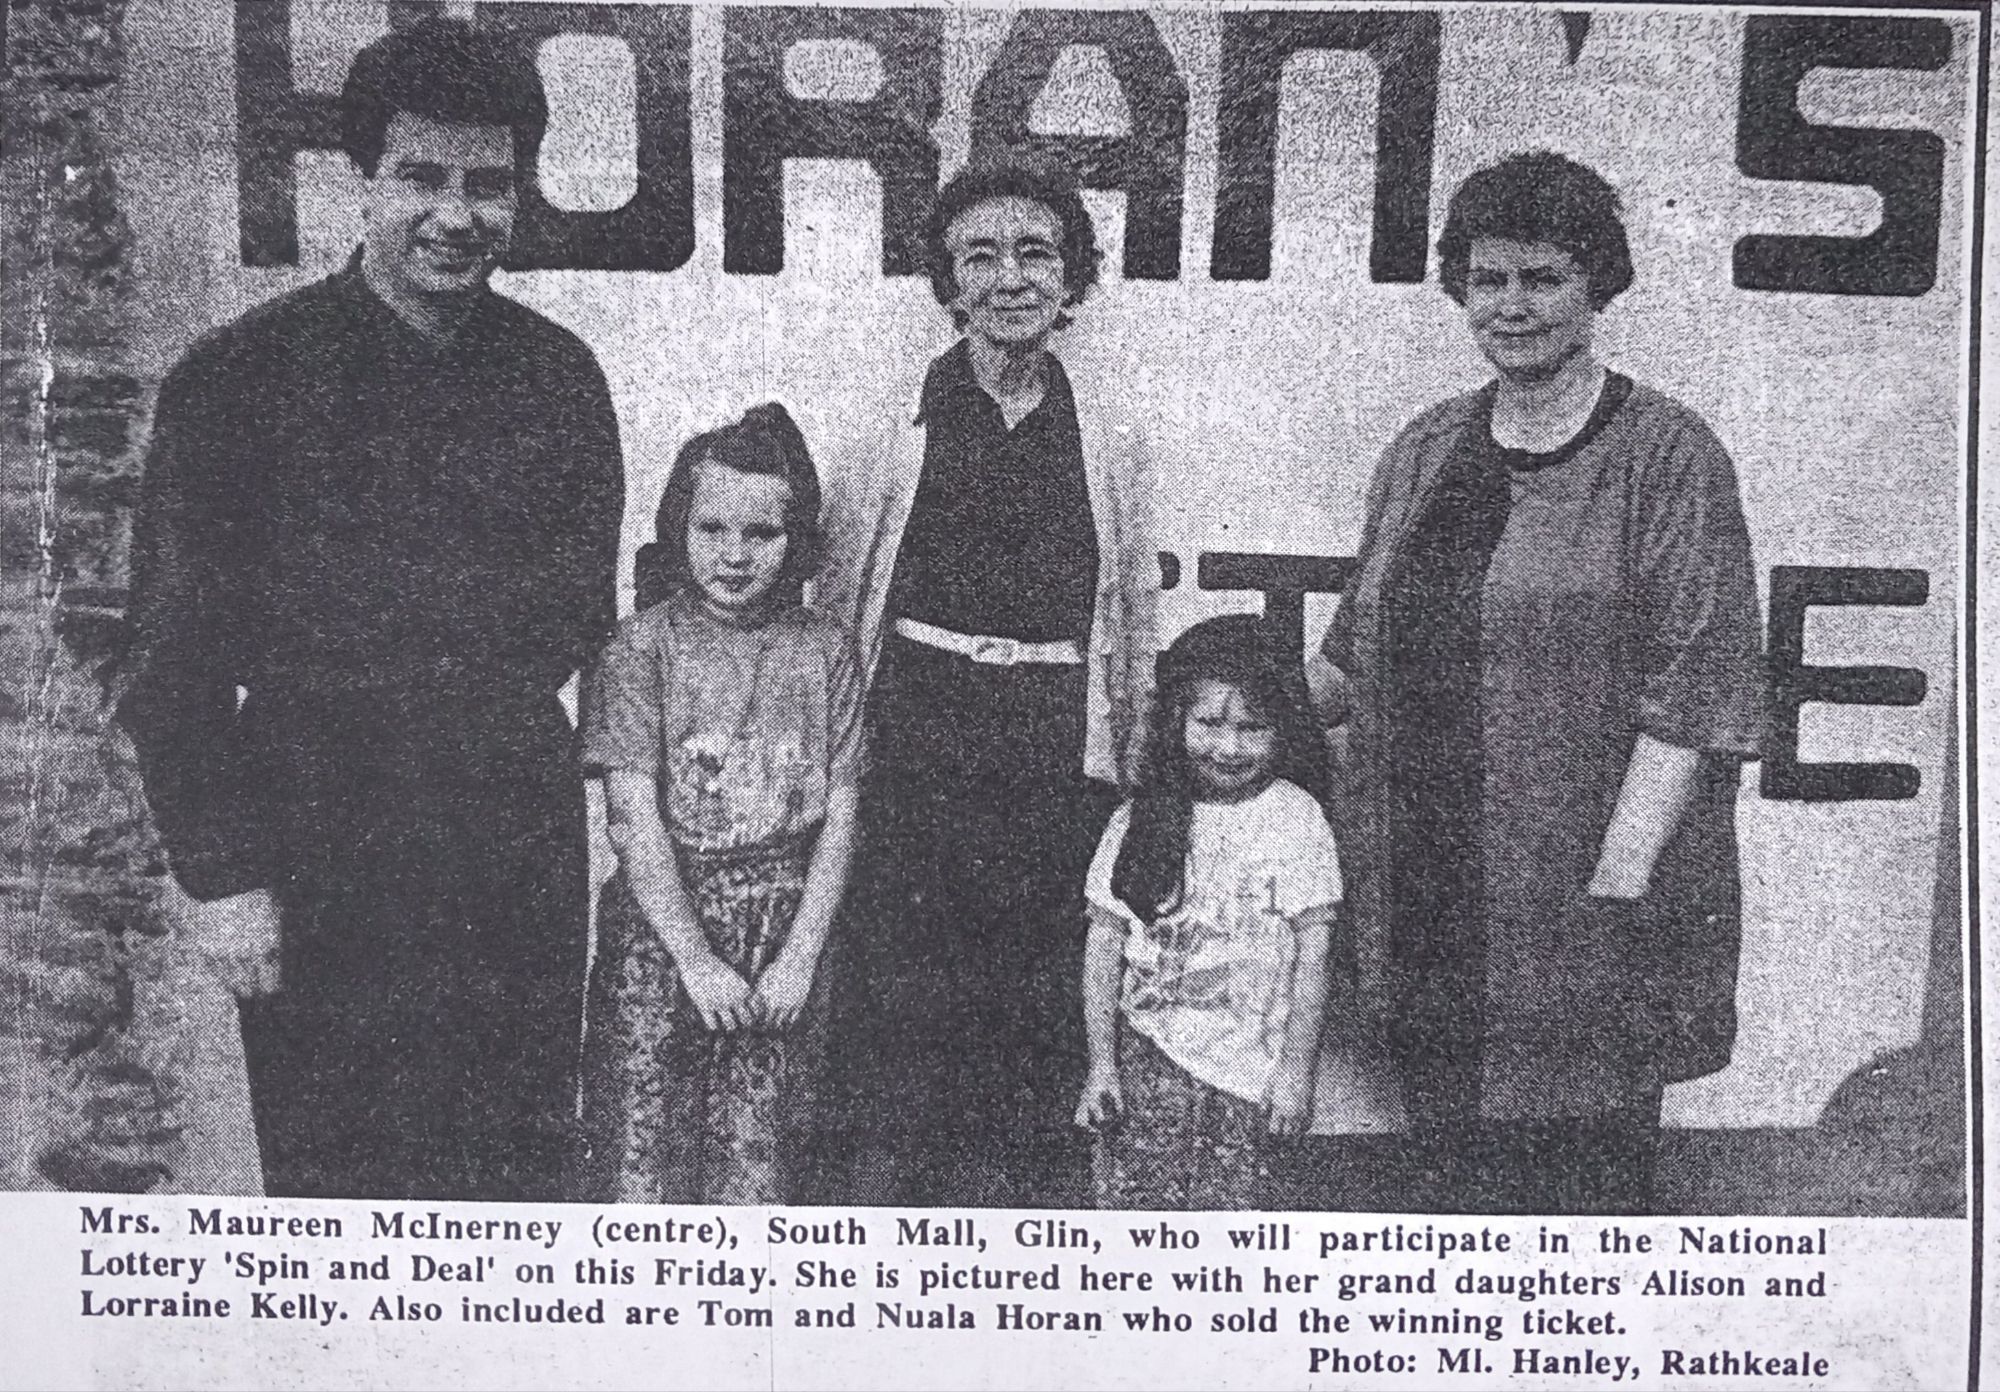 HORAN'S
E
Mrs. Maureen McInerney (centre), South Mall, Glin, who will participate in the National
Lottery 'Spin and Deal' on this Friday. She is pictured here with her grand daughters Alison and
Lorraine Kelly. Also included are Tom and Nuala Horan who sold the winning ticket.
Photo: Ml. Hanley, Rathkeale